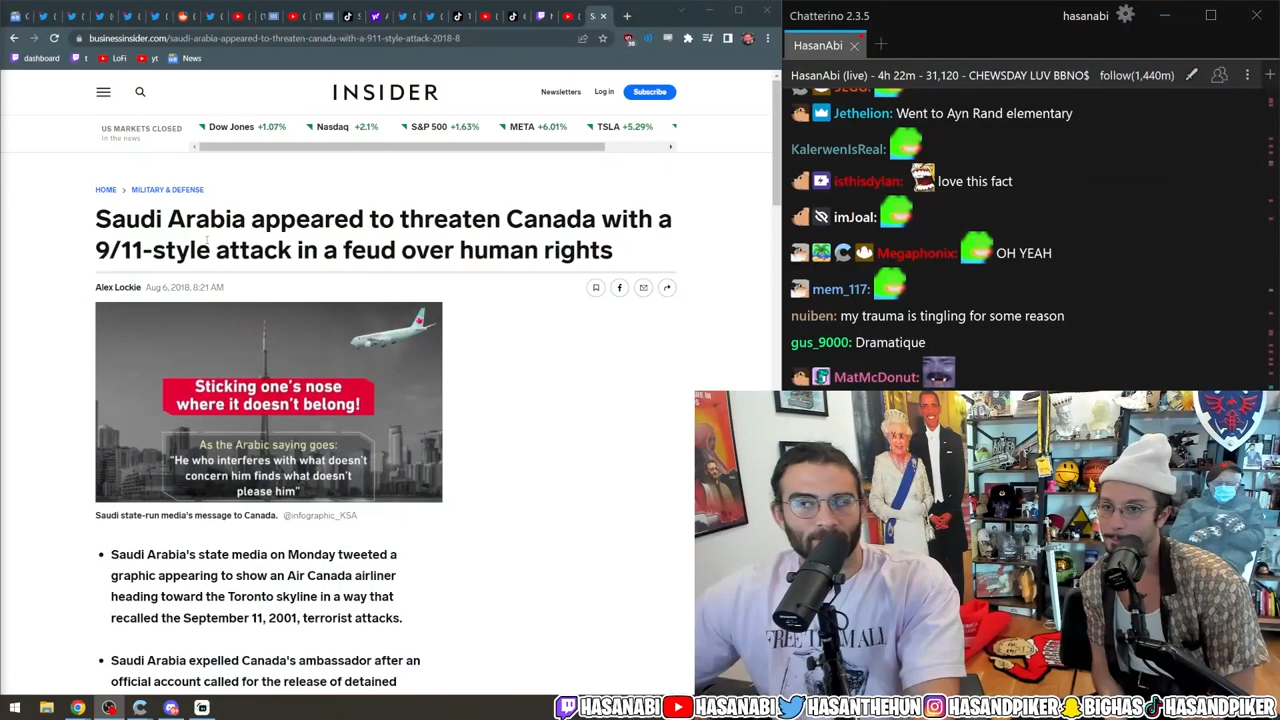 businessinsider.com/saudi-arabia-appeared-to-threaten-canada-with-a-911-style-attack-2018-8
dashboard
t
LoFi
yt
News
INSIDER
Newsletters
Log in
Subscribe
US MARKETS CLOSED
In the news
Dow Jones +1.07%
Nasdaq +2.1%
S&P 500 +1.63%
META +6.01%
TSLA +5.29%
HOME > MILITARY & DEFENSE
Saudi Arabia appeared to threaten Canada with a
9/11-style attack in a feud over human rights
Alex Lockie Aug 6, 2018, 8:21 AM
Sticking one's nose
where it doesn't belong!
As the Arabic saying goes:
"He who interferes with what doesn't
concern him finds what doesn't
please him"
Saudi state-run media's message to Canada. @infographic_KSA
• Saudi Arabia's state media on Monday tweeted a
graphic appearing to show an Air Canada airliner
heading toward the Toronto skyline in a way that
recalled the September 11, 2001, terrorist attacks.
• Saudi Arabia expelled Canada's ambassador after an
official account called for the release of detained
Chatterino 2.3.5
hasanabi
HasanAbi
HasanAbi (live) - 4h 22m - 31,120 - CHEWSDAY LUV BBNO$ follow(1,440m)
Jethelion: Went to Ayn Rand elementary
KalerwenIsReal:
isthisdylan: love this fact
imJoal:
Megaphonix: OH YEAH
mem_117:
nuiben: my trauma is tingling for some reason
gus_9000: Dramatique
MatMcDonut:
HASANABI
HASANABI
HASANTHEHUN
HASANDPIKER
BIGHAS
HASANDPIKER